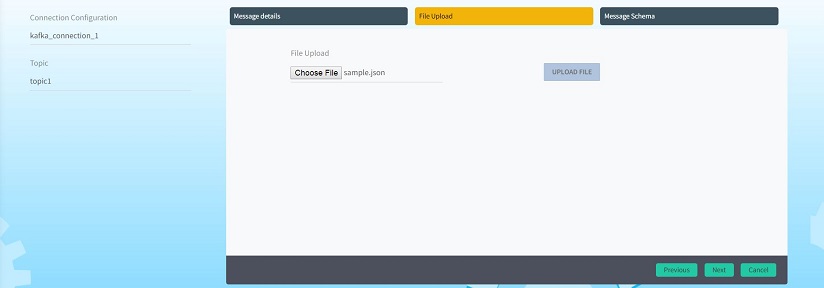 Connection Configuration
kafka_connection_1
Topic
topic1
Message details
File Upload
Message Schema
File Upload
Choose File sample.json
UPLOAD FILE
Previous
Next
Cancel